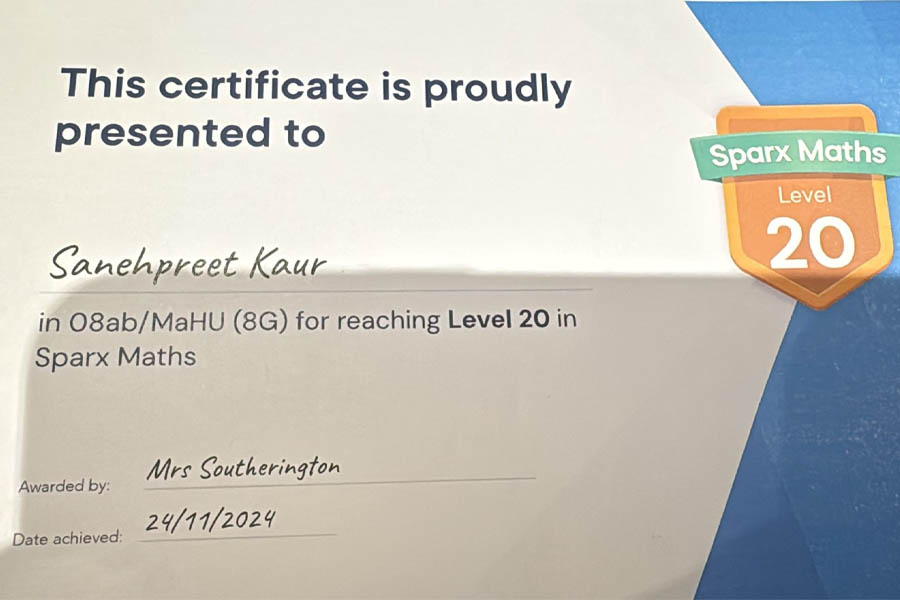 This certificate is proudly
presented to
Sparx Maths
Level
20
Sanehpreet Kaur
in 08ab/MaHU (8G) for reaching Level 20 in
Sparx Maths
Awarded by: Mrs Southerington
Date achieved: 24/11/2024